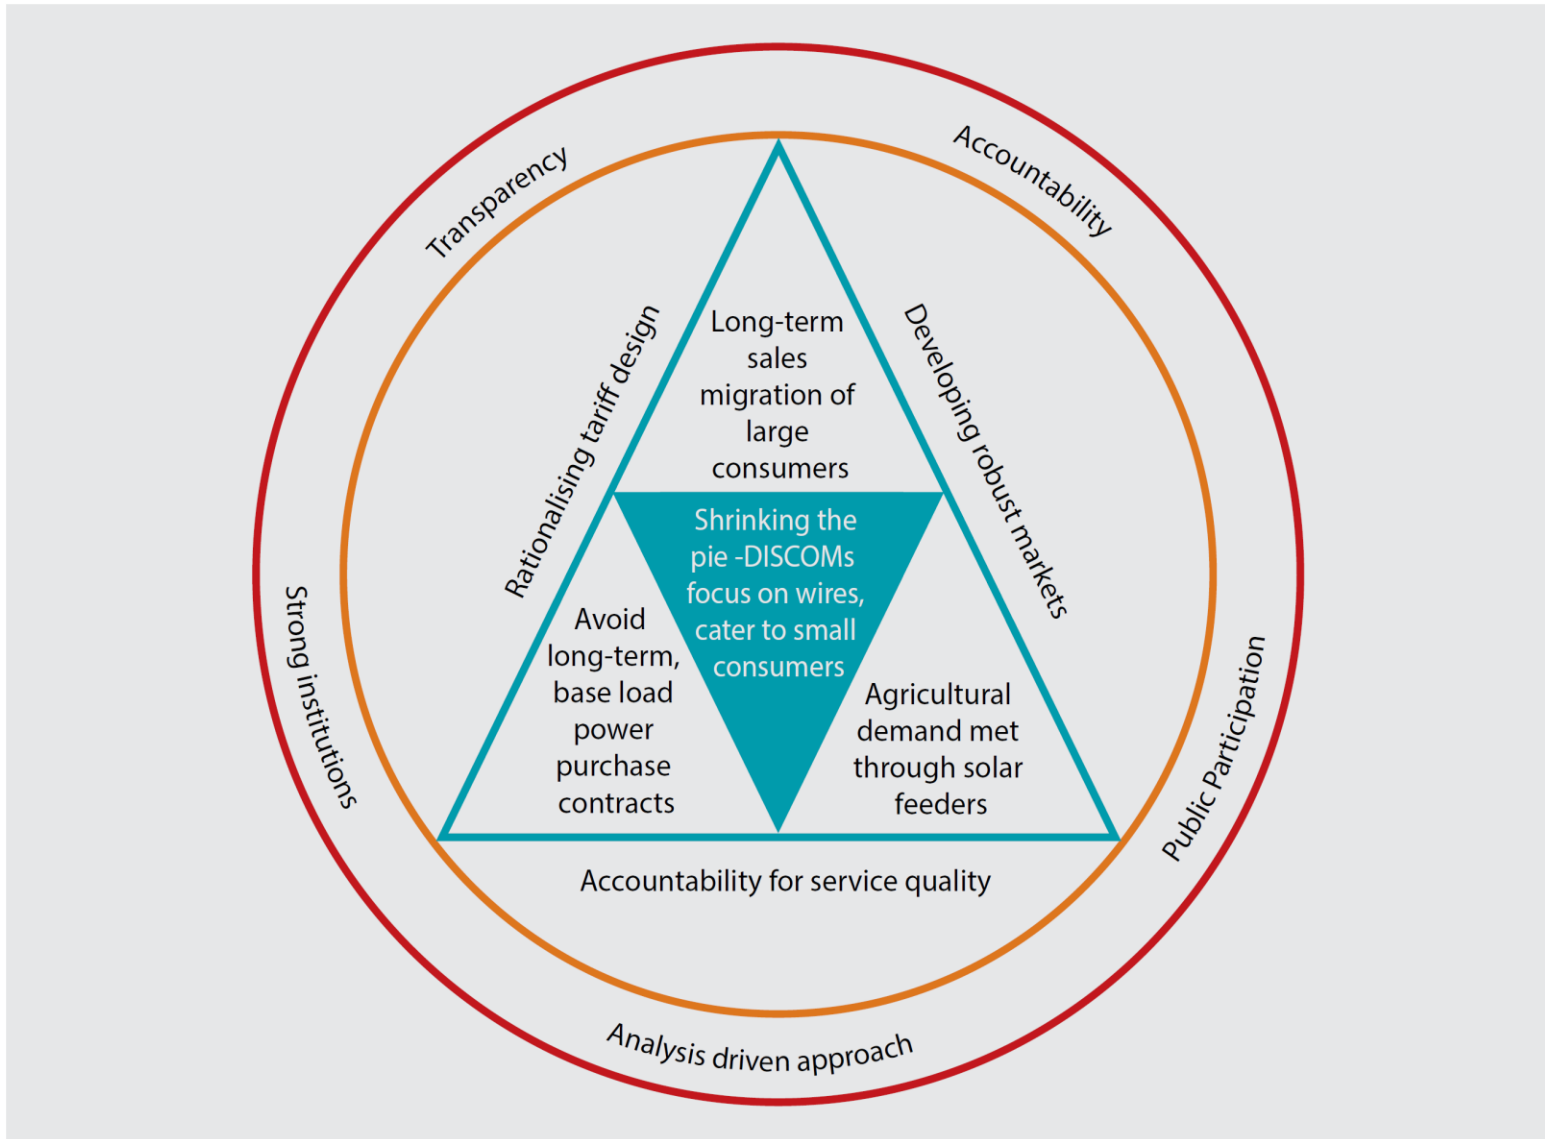 Transparency
Accountability
Rationalising tariff design
Developing robust markets
Long-term
sales
migration of
large
consumers
Shrinking the
pie -DISCOMs
focus on wires,
cater to small
consumers
Avoid
long-term,
base load
power
purchase
contracts
Agricultural
demand met
through solar
feeders
Strong institutions
Public Participation
Accountability for service quality
Analysis driven approach